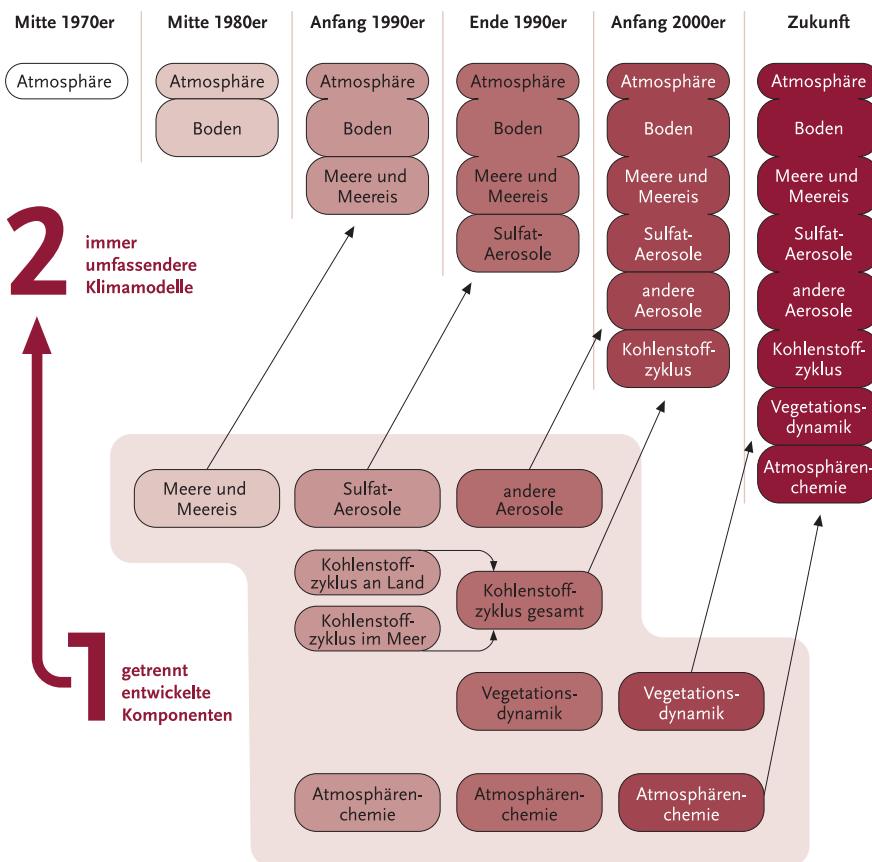 Mitte 1970er
Mitte 1980er
Anfang 1990er
Ende 1990er
Anfang 2000er
Zukunft
Atmosphäre
Atmosphäre
Atmosphäre
Atmosphäre
Atmosphäre
Atmosphäre
Boden
Boden
Boden
Boden
Boden
Meere und
Meereis
Meere und
Meereis
Meere und
Meereis
Meere und
Meereis
Sulfat-
Aerosole
Sulfat-
Aerosole
Sulfat-
Aerosole
andere
Aerosole
andere
Aerosole
Kohlenstoff-
zyklus
Kohlenstoff-
zyklus
Vegetations-
dynamik
Atmosphären-
chemie
2
immer
umfassendere
Klimamodelle
Meere und
Meereis
Sulfat-
Aerosole
andere
Aerosole
Kohlenstoff-
zyklus an Land
Kohlenstoff-
zyklus im Meer
Kohlenstoff-
zyklus gesamt
1
getrennt
entwickelte
Komponenten
Vegetations-
dynamik
Vegetations-
dynamik
Atmosphären-
chemie
Atmosphären-
chemie
Atmosphären-
chemie